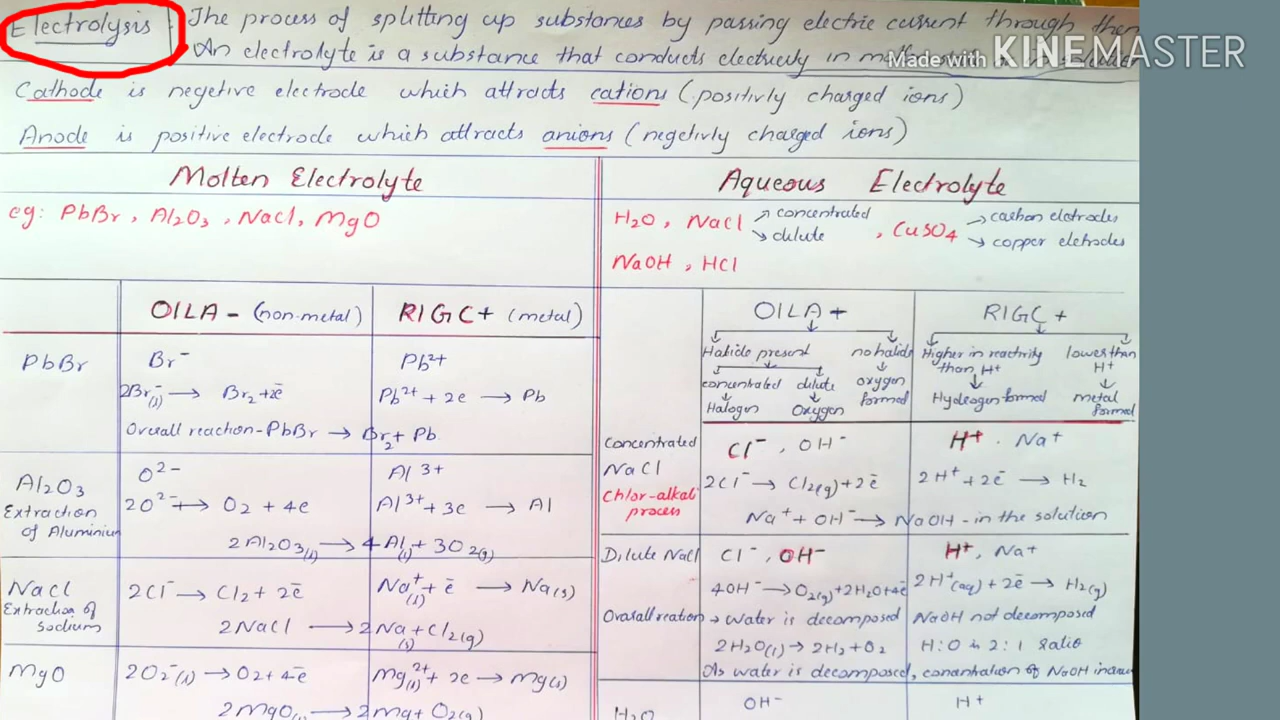 Electrolysis : The process of splitting up substances by passing electric current through them
An electrolyte is a substance that conducts electricity in
Made with KINEMASTER
Cathode is negetive electrode which attracts cations (positivly charged ions)
Anode is positive electrode which attracts anions (negetivly charged ions)
Molten Electrolyte
eg: PbBr, Al₂O₃, NaCl, MgO
OILA - (non-metal) RIGC+ (metal)
PbBr Br⁻ Pb²⁺
2Br⁻(l) → Br₂ + 2e̅ Pb²⁺ + 2e → Pb
Overall reaction - PbBr → Br₂ + Pb
Al₂O₃ O²⁻ Al³⁺
Extraction of Aluminium
2O²⁻ → O₂ + 4e Al³⁺ + 3e → Al
2Al₂O₃(l) → 4Al(l) + 3O₂(g)
NaCl 2Cl⁻ → Cl₂ + 2e̅ Na⁺(l) + e̅ → Na(s)
Extraction of
sodium
2NaCl → 2Na(l) + Cl₂(g)
MgO 2O₂⁻(l) → O₂ + 4e̅ Mg²⁺(l) + 2e → Mg(s)
2MgO(l) → 2Mg + O₂(g)
Aqueous Electrolyte
H₂O, NaCl → concentrated → dilute, CuSO₄ → carbon eletrodes → copper eletrodes
NaOH, HCl
OILA + RIGC +
Halide present no halide Higher in reactivity than H⁺ lower than H⁺
concentrated dilute oxygen formed Hydrogen formed metal formed
Halogen Oxygen
Concentrated NaCl Cl⁻, OH⁻ H⁺, Na⁺
Chlor-alkali process
2Cl⁻ → Cl₂(g) + 2e̅ 2H⁺ + 2e̅ → H₂
Na⁺ + OH⁻ → NaOH - in the solution
Dilute NaCl Cl⁻, OH⁻ H⁺, Na⁺
4OH⁻ → O₂(g) + 2H₂O + 4e̅ 2H⁺(aq) + 2e̅ → H₂(g)
Ovarall reation → water is decomposed NaOH not decomposed
2H₂O(l) → 2H₂ + O₂ H:O is 2:1 ratio
As water is decomposed, conantration of NaOH
H₂O OH⁻ H⁺